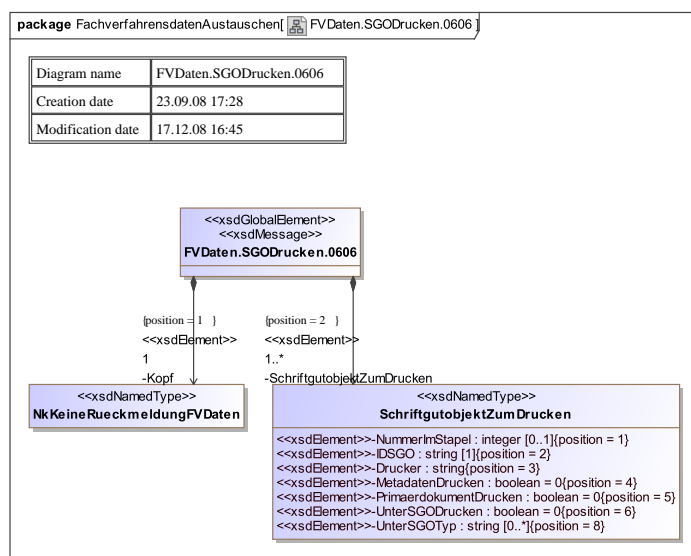 package FachverfahrensdatenAustauschen[ FVDaten.SGODrucken.0606 ]
Diagram name FVDaten.SGODrucken.0606
Creation date 23.09.08 17:28
Modification date 17.12.08 16:45
<<xsdGlobalElement>>
<<xsdMessage>>
FVDaten.SGODrucken.0606
{position = 1 }
<<xsdElement>>
1
-Kopf
{position = 2 }
<<xsdElement>>
1..*
-SchriftgutobjektZumDrucken
<<xsdNamedType>>
NkKeineRueckmeldungFVDaten
<<xsdNamedType>>
SchriftgutobjektZumDrucken
<<xsdElement>>-NummerImStapel : integer [0..1]{position = 1}
<<xsdElement>>-IDSGO : string [1]{position = 2}
<<xsdElement>>-Drucker : string{position = 3}
<<xsdElement>>-MetadatenDrucken : boolean = 0{position = 4}
<<xsdElement>>-PrimaerdokumentDrucken : boolean = 0{position = 5}
<<xsdElement>>-UnterSGODrucken : boolean = 0{position = 6}
<<xsdElement>>-UnterSGOTyp : string [0..*]{position = 8}